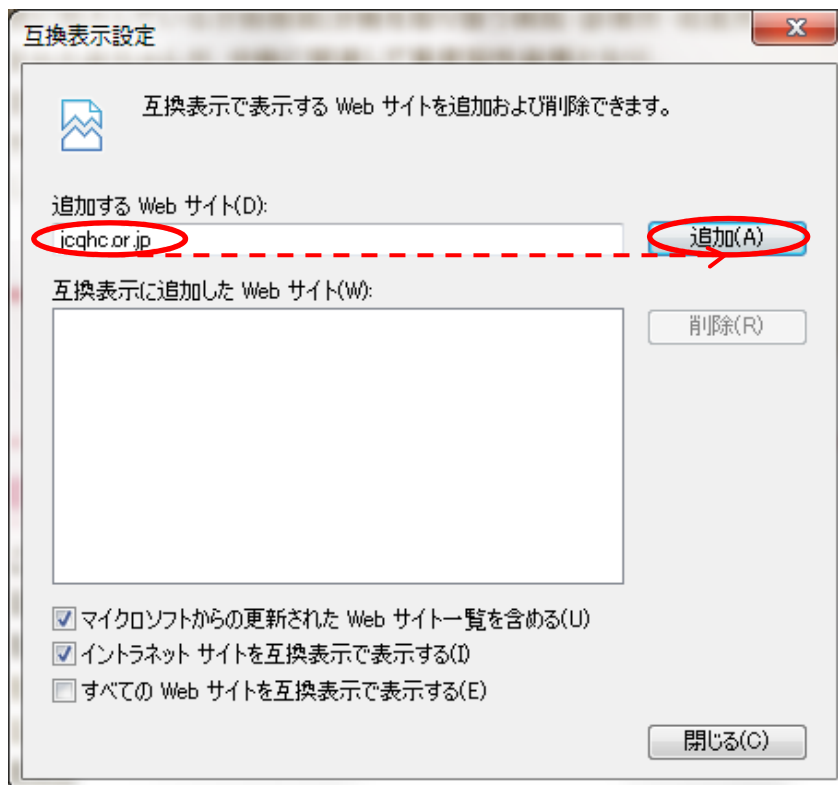 互換表示設定
互換表示で表示する Web サイトを追加および削除できます。
追加する Web サイト(D):
jcqhc.or.jp
追加(A)
互換表示に追加した Web サイト(W):
削除(R)
マイクロソフトからの更新された Web サイト一覧を含める(U)
イントラネット サイトを互換表示で表示する(I)
すべての Web サイトを互換表示で表示する(E)
閉じる(C)